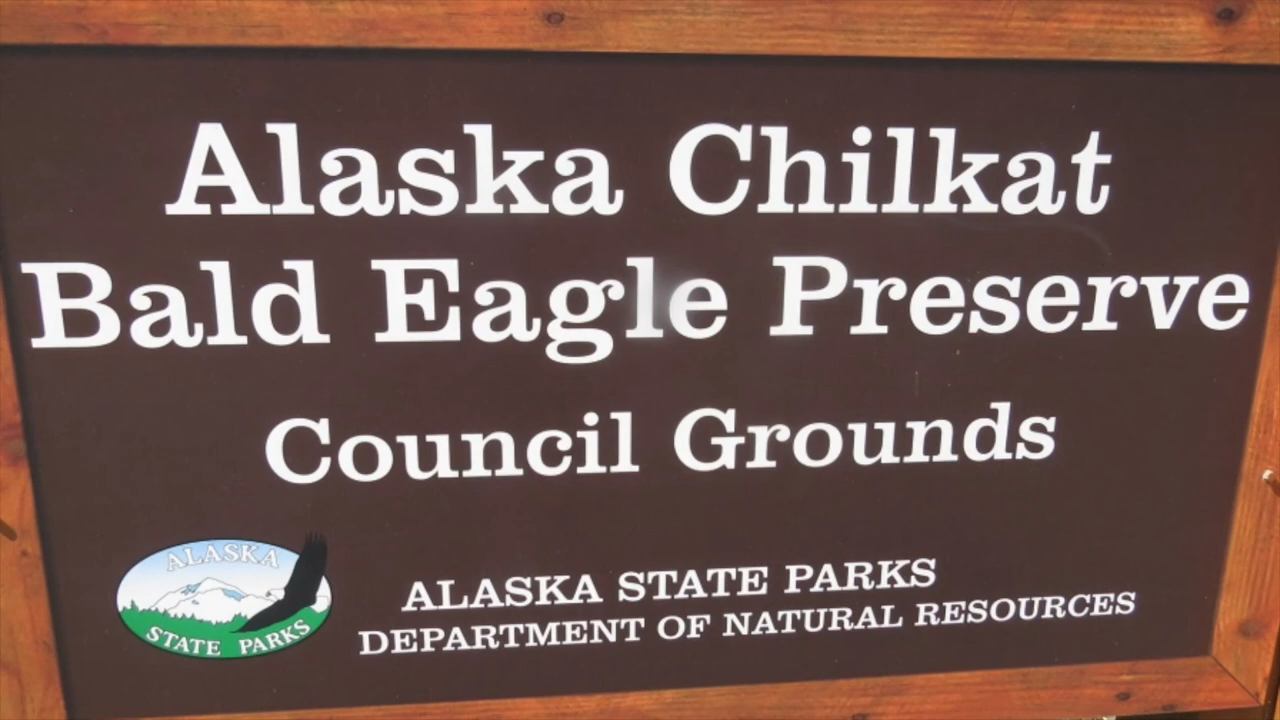 Alaska Chilkat
Bald Eagle Preserve
Council Grounds
ALASKA
STATE PARKS
ALASKA STATE PARKS
DEPARTMENT OF NATURAL RESOURCES